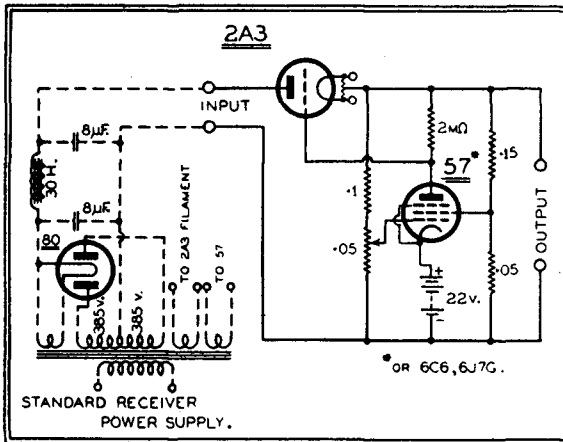 2A3
INPUT
8µF.
2MΩ
57*
.15
30 H.
.1
8µF.
TO 2A3 FILAMENT
TO 57
80
.05
.05
OUTPUT
+
22v.
-
385 v.
385 v.
*OR 6C6, 6J7G.
STANDARD RECEIVER
POWER SUPPLY.